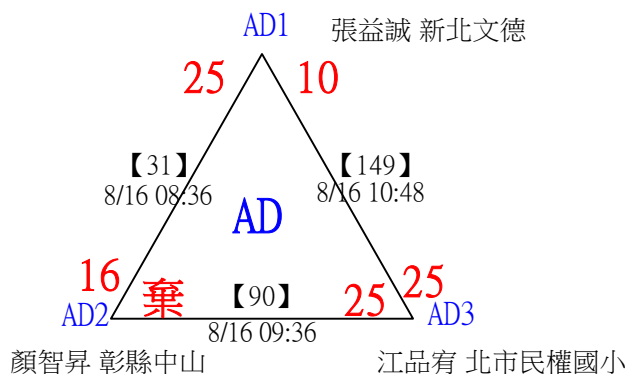 AD1 張益誠 新北文德
25 10
【31】 【149】
8/16 08:36 8/16 10:48
AD
16 棄 【90】 25 25
AD2 8/16 09:36 AD3
顏智昇 彰縣中山 江品宥 北市民權國小